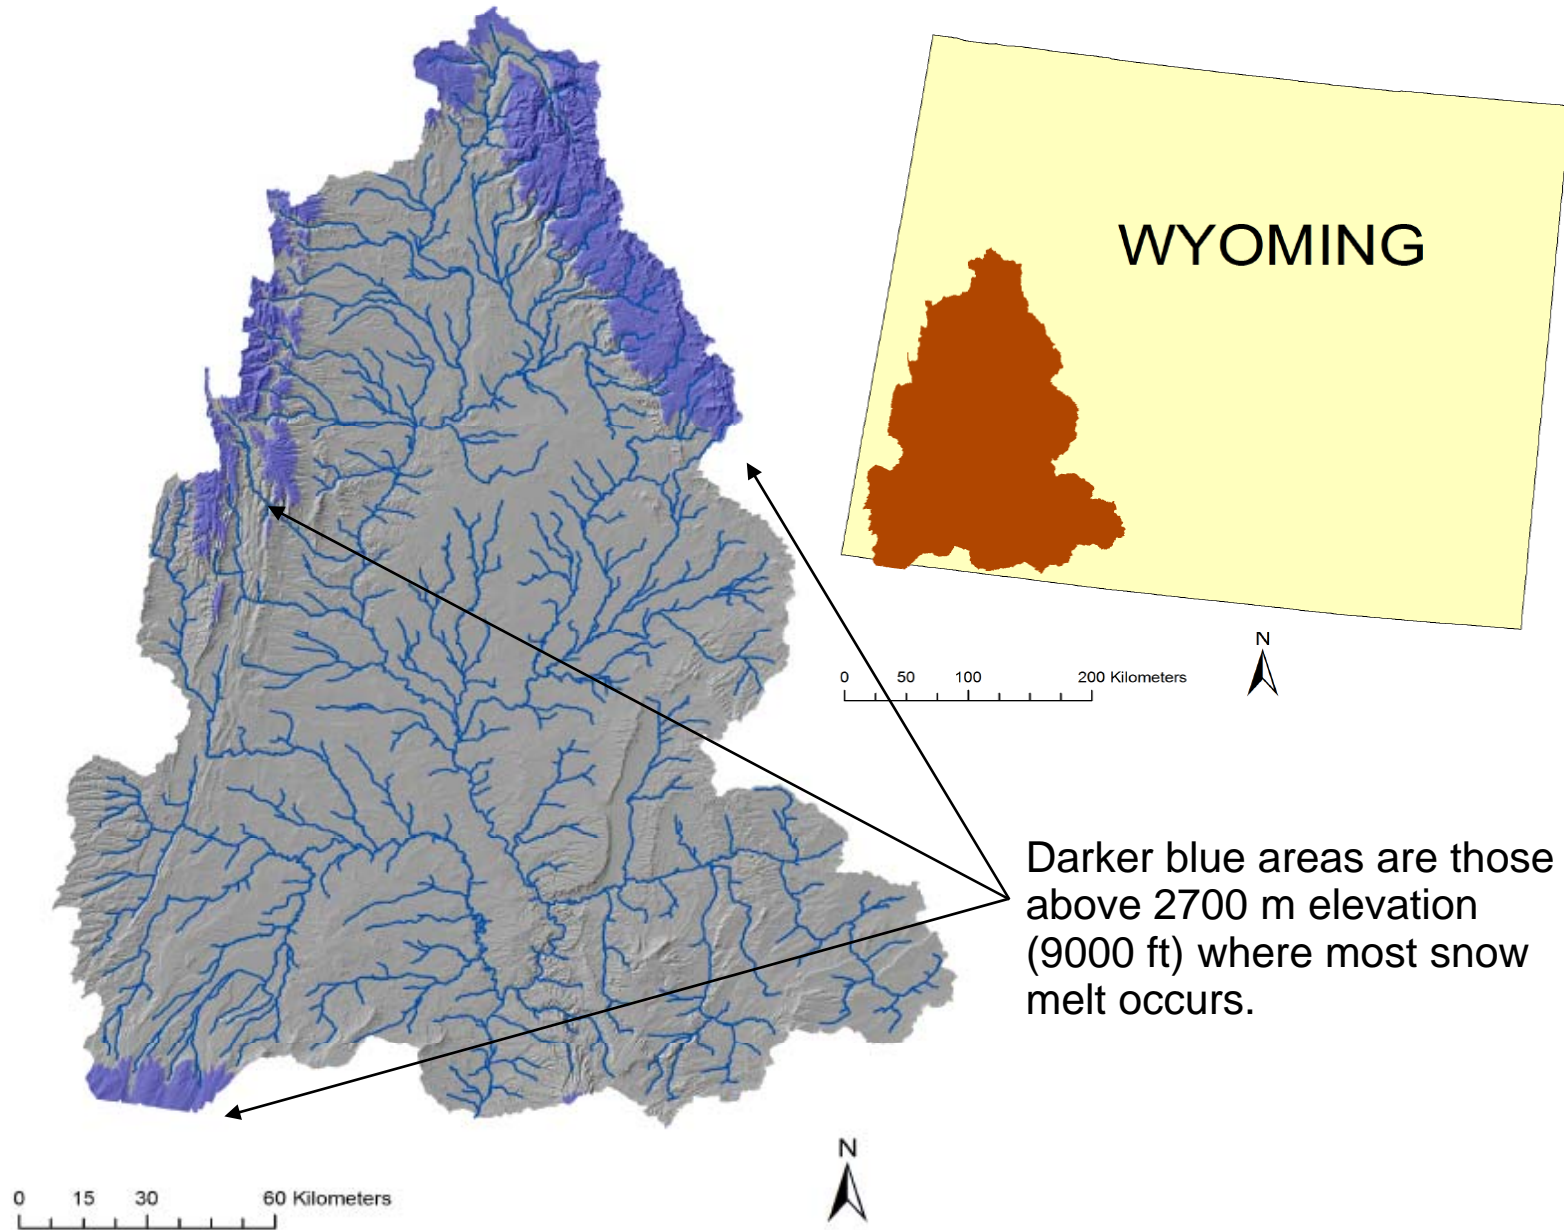 WYOMING
N
0 50 100 200 Kilometers
Darker blue areas are those
above 2700 m elevation
(9000 ft) where most snow
melt occurs.
N
0 15 30 60 Kilometers